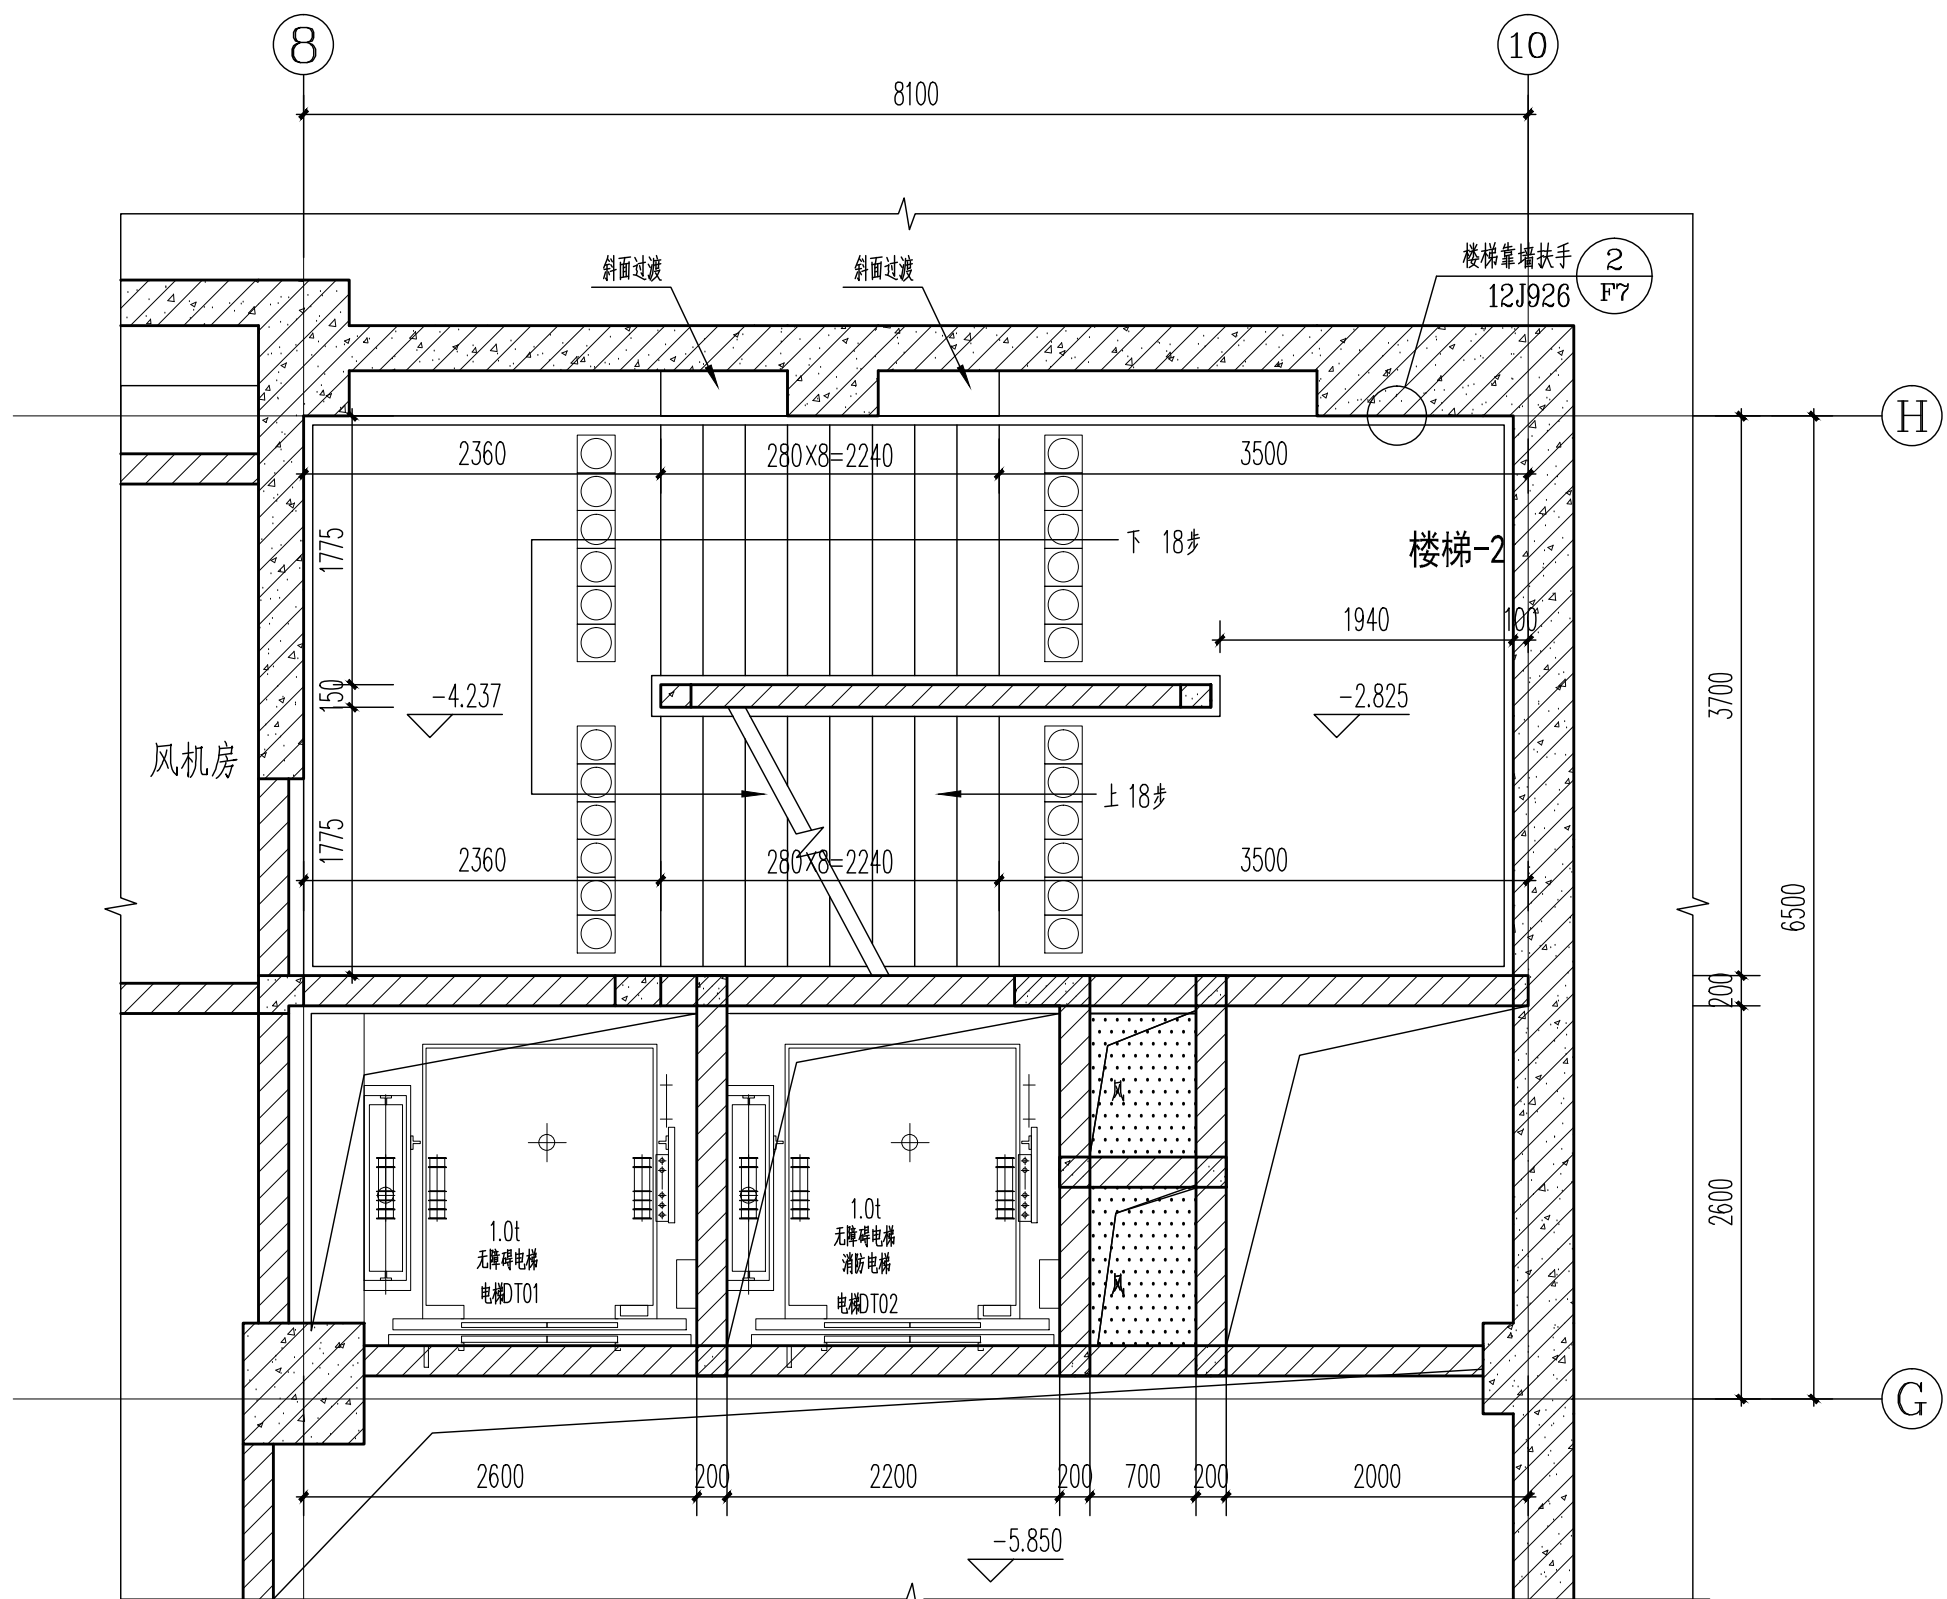 8
10
8100
斜面过渡
斜面过渡
楼梯靠墙扶手
2
12J926
F7
H
2360
280X8=2240
3500
1775
下 18步
楼梯-2
1940
100
3700
150
-4.237
-2.825
风机房
上 18步
1775
2360
280X8=2240
3500
6500
200
风
2600
1.0t
无障碍电梯
电梯DT01
1.0t
无障碍电梯
消防电梯
电梯DT02
风
G
2600
200
2200
200
700
200
2000
-5.850